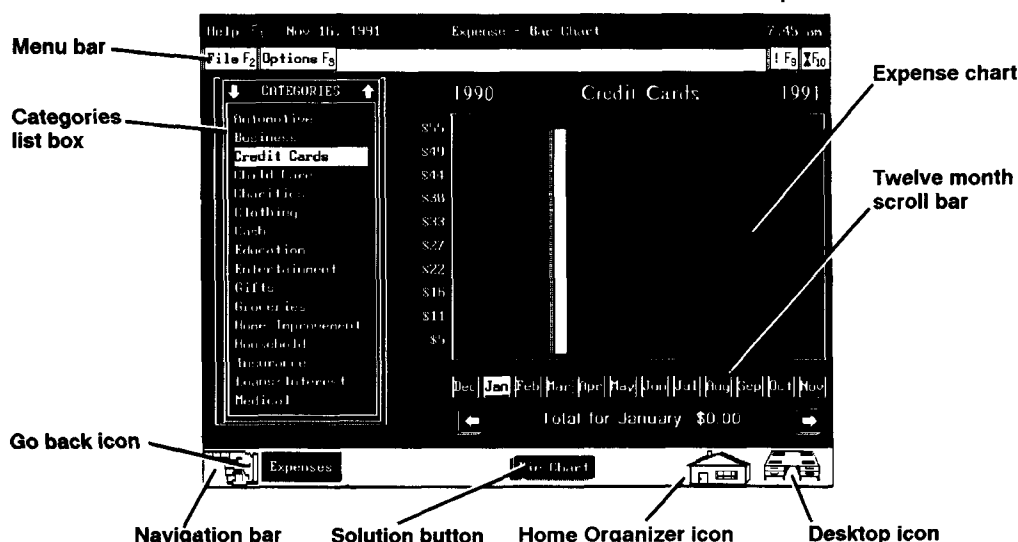 Help F1 Nov 16, 1991 Expense - Bar Chart 7:45 am
Menu bar
File F2 Options F3 ! F9 F10
Expense chart
CATEGORIES
1990 Credit Cards 1991
Categories
list box
Automotive
Business
Credit Cards
Child Care
Charities
Clothing
Cash
Education
Entertainment
Gifts
Groceries
Home Improvement
Household
Insurance
Loans/Interest
Medical
$55
$49
$44
$38
$33
$27
$22
$16
$11
$5
Twelve month
scroll bar
Dec Jan Feb Mar Apr May Jun Jul Aug Sep Oct Nov
Total for January $0.00
Go back icon
Expenses Pie Chart
Navigation bar Solution button Home Organizer icon Desktop icon